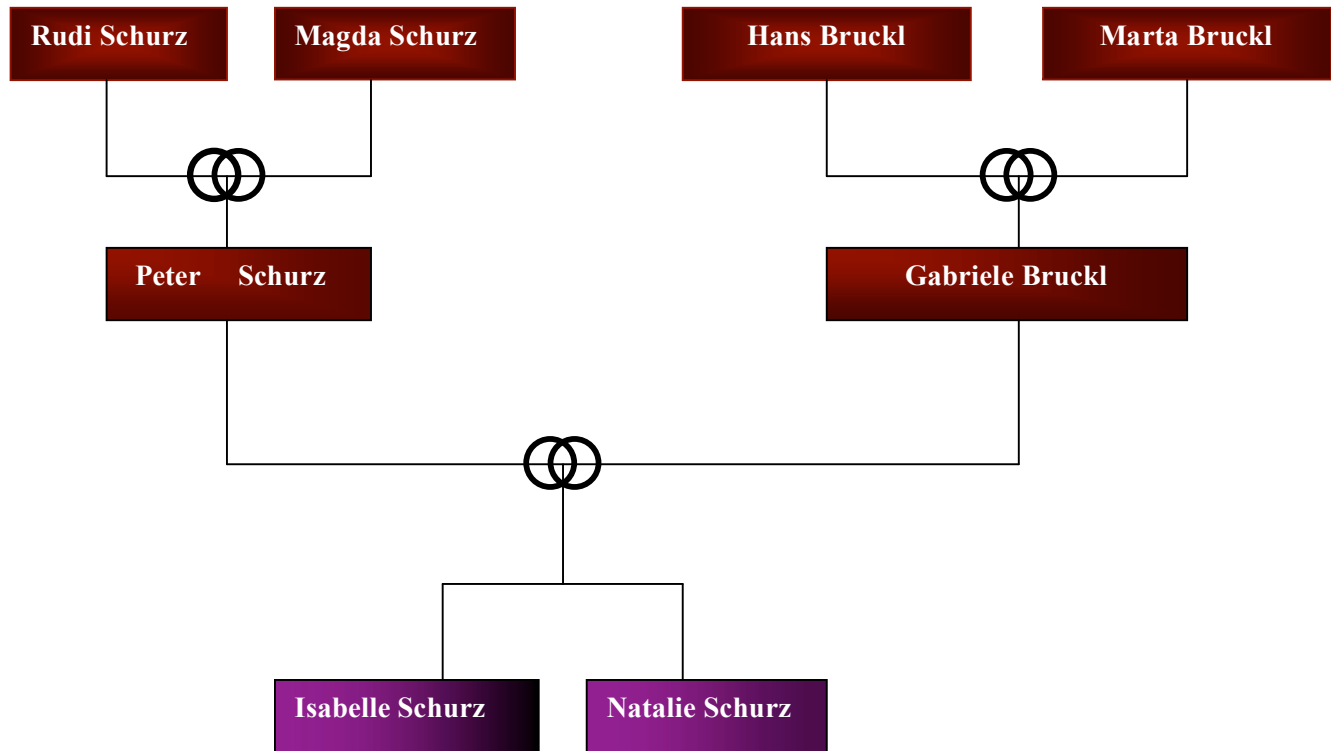 Rudi Schurz
Magda Schurz
Hans Bruckl
Marta Bruckl
Peter Schurz
Gabriele Bruckl
Isabelle Schurz
Natalie Schurz